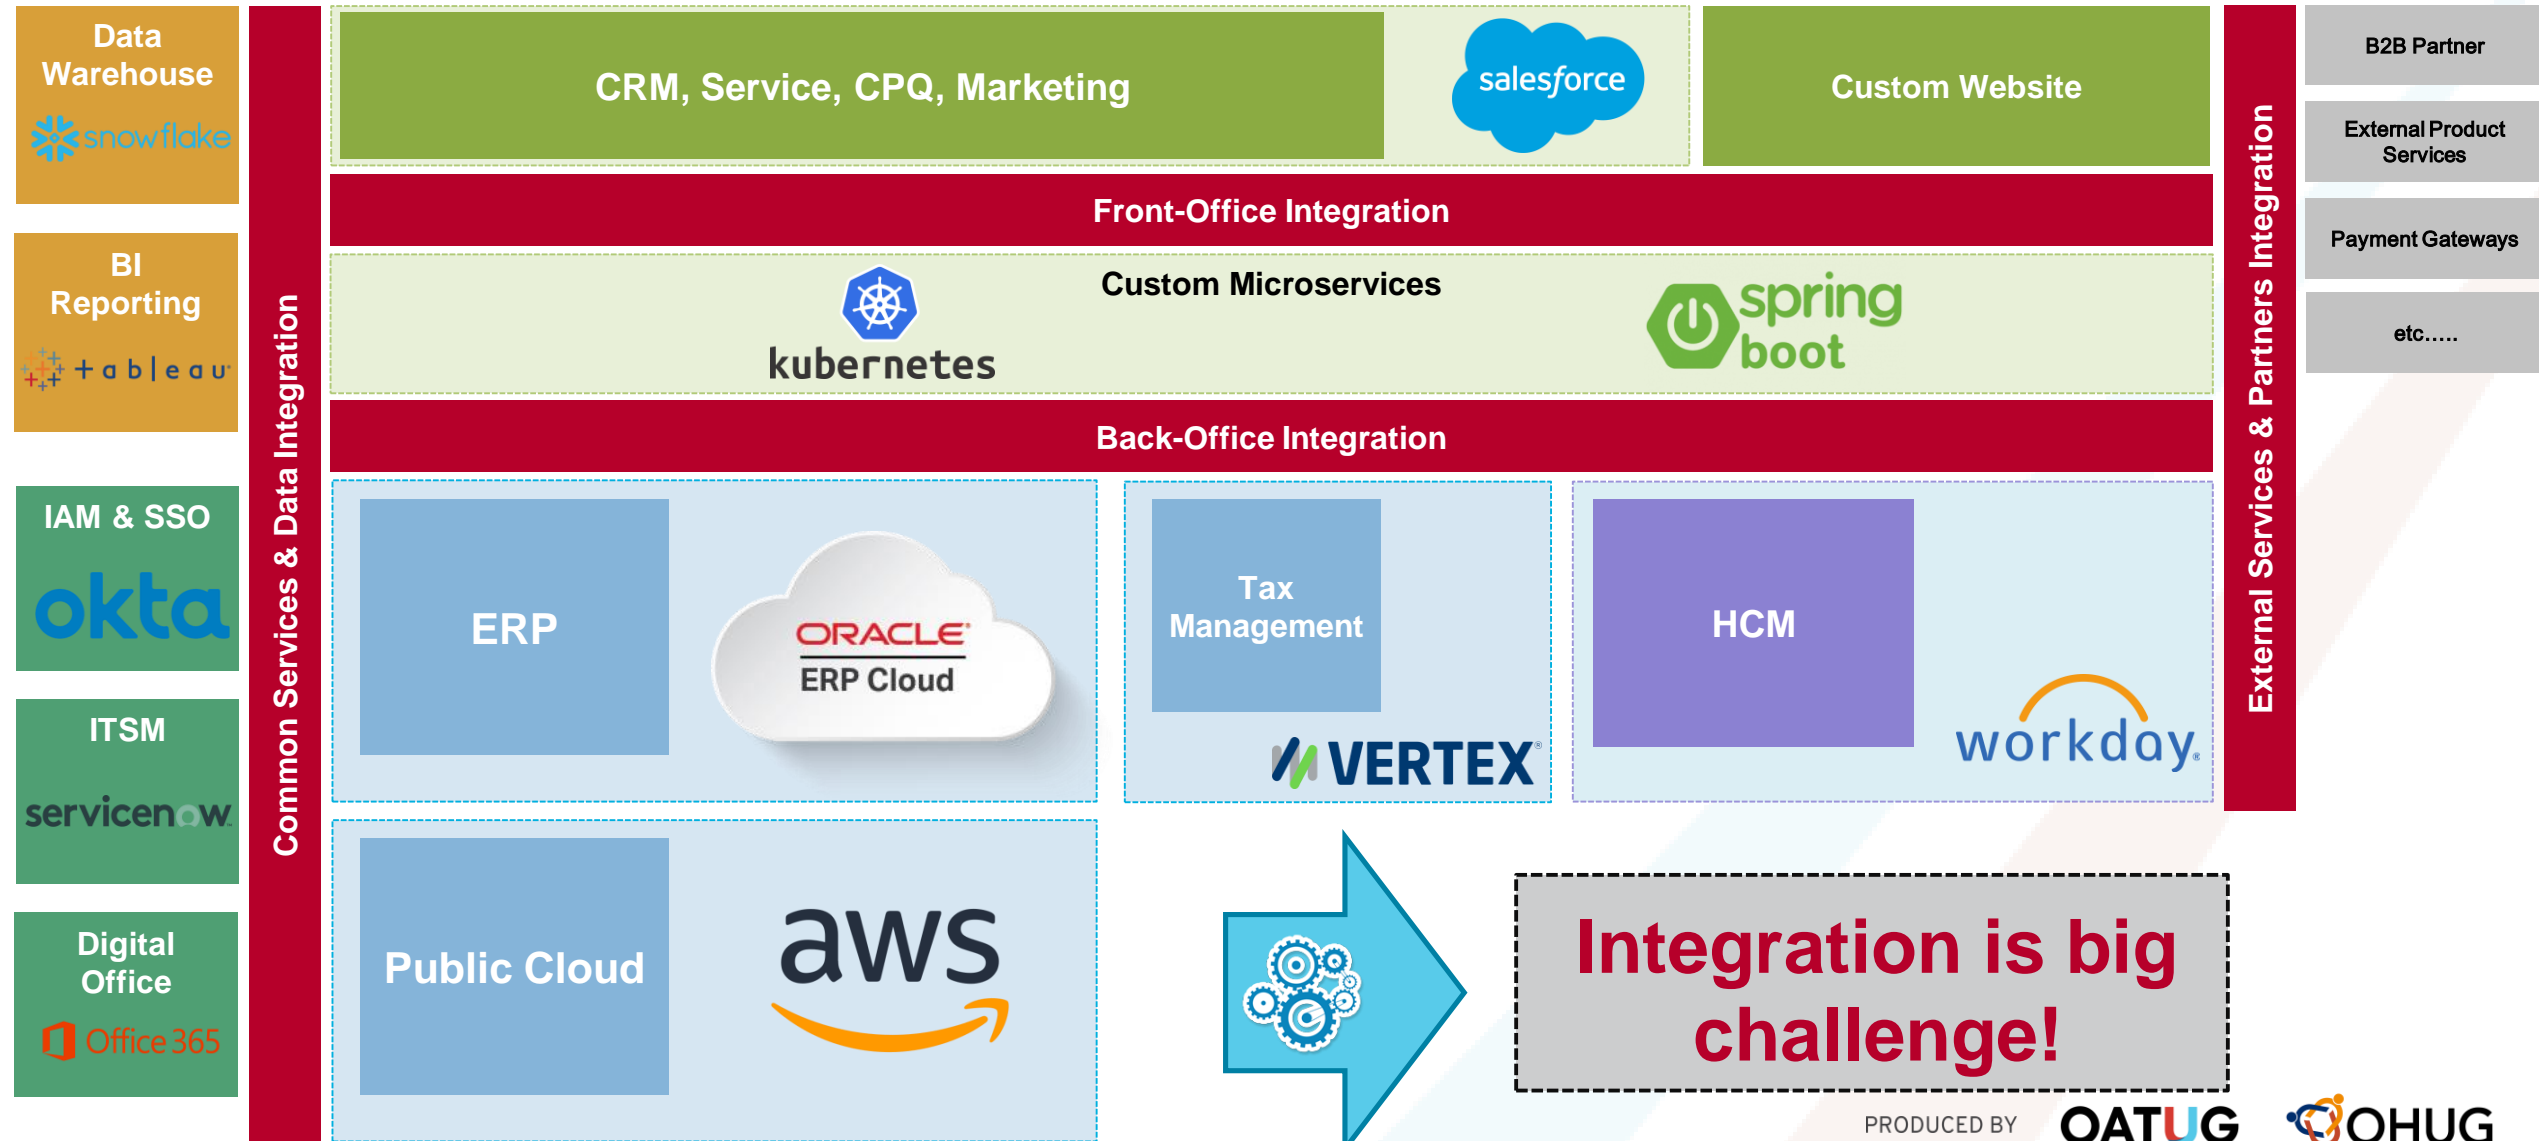 Data
Warehouse
snowflake
BI
Reporting
+ a b | e a u
IAM & SSO
okta
ITSM
servicenow
Digital
Office
Office 365
Common Services & Data Integration
CRM, Service, CPQ, Marketing
salesforce
Custom Website
Front-Office Integration
Custom Microservices
kubernetes
spring
boot
Back-Office Integration
ERP
ORACLE
ERP Cloud
Tax
Management
VERTEX
HCM
workday
Public Cloud
aws
Integration is big
challenge!
External Services & Partners Integration
B2B Partner
External Product
Services
Payment Gateways
etc.....
PRODUCED BY
OATUG
OHUG